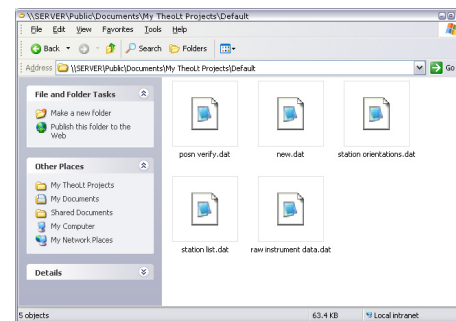 \\SERVER\Public\Documents\My TheoLt Projects\Default
File Edit View Favorites Tools Help
Back Search Folders
Address \\SERVER\Public\Documents\My TheoLt Projects\Default Go
File and Folder Tasks
Make a new folder
Publish this folder to the
Web
Other Places
My TheoLt Projects
My Documents
Shared Documents
My Computer
My Network Places
Details
posn verify.dat
new.dat
station orientations.dat
station list.dat
raw instrument data.dat
5 objects
63.4 KB
Local intranet